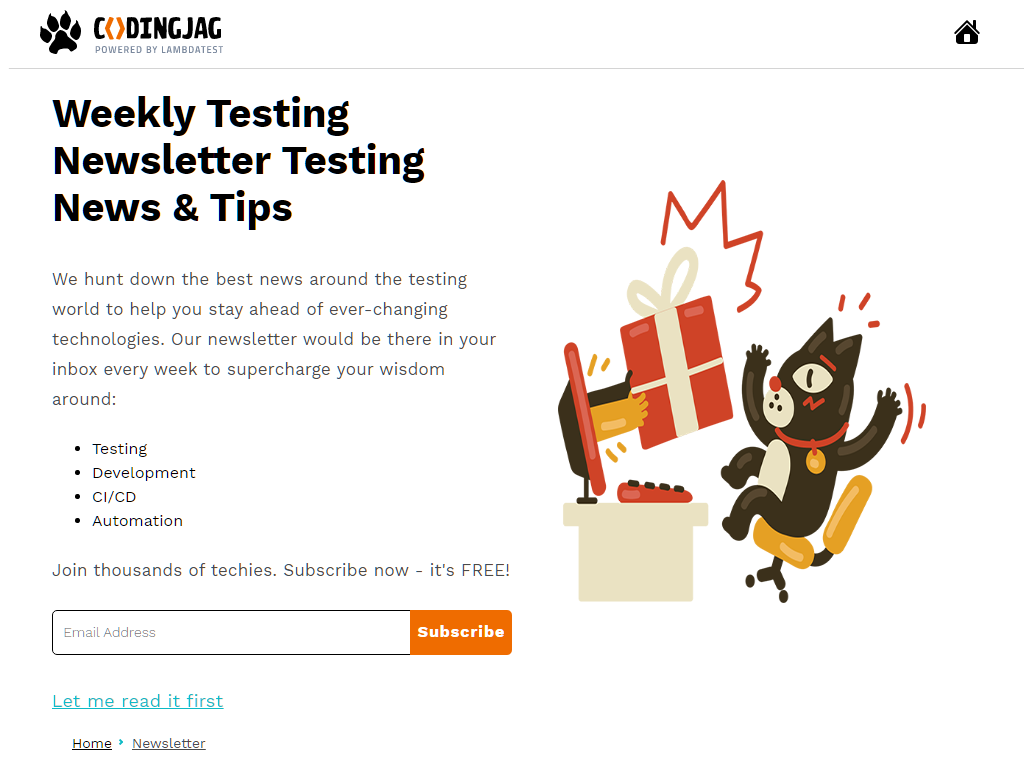 C<>DINGJAG
POWERED BY LAMBDATEST
Weekly Testing
Newsletter Testing
News & Tips
We hunt down the best news around the testing
world to help you stay ahead of ever-changing
technologies. Our newsletter would be there in your
inbox every week to supercharge your wisdom
around:
Testing
Development
CI/CD
Automation
Join thousands of techies. Subscribe now - it's FREE!
Email Address Subscribe
Let me read it first
Home Newsletter